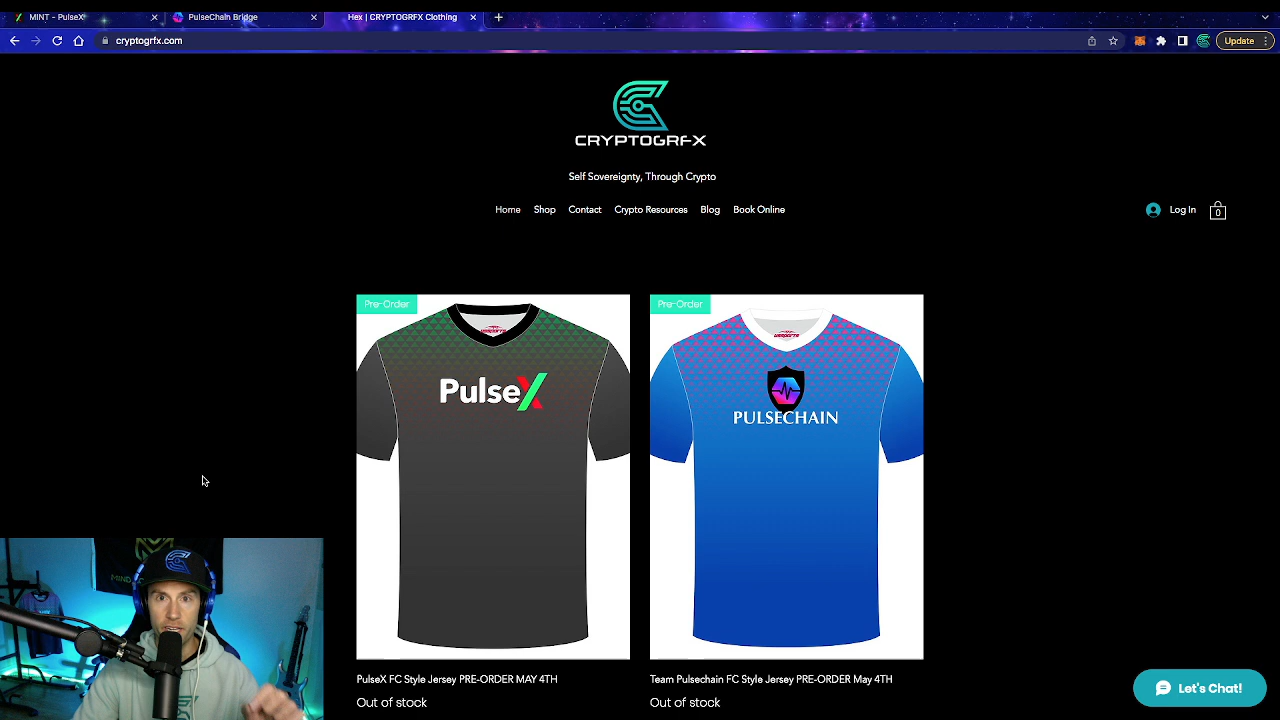 MINT - PulseX
PulseChain Bridge
Hex | CRYPTOGRFX Clothing
cryptogrfx.com
Update
CRYPTOGRFX
Self Sovereignty, Through Crypto
Home Shop Contact Crypto Resources Blog Book Online
Log In
0
Pre-Order
PulseX
PulseX FC Style Jersey PRE-ORDER MAY 4TH
Out of stock
Pre-Order
PULSECHAIN
Team Pulsechain FC Style Jersey PRE-ORDER May 4TH
Out of stock
MIND
Let's Chat!